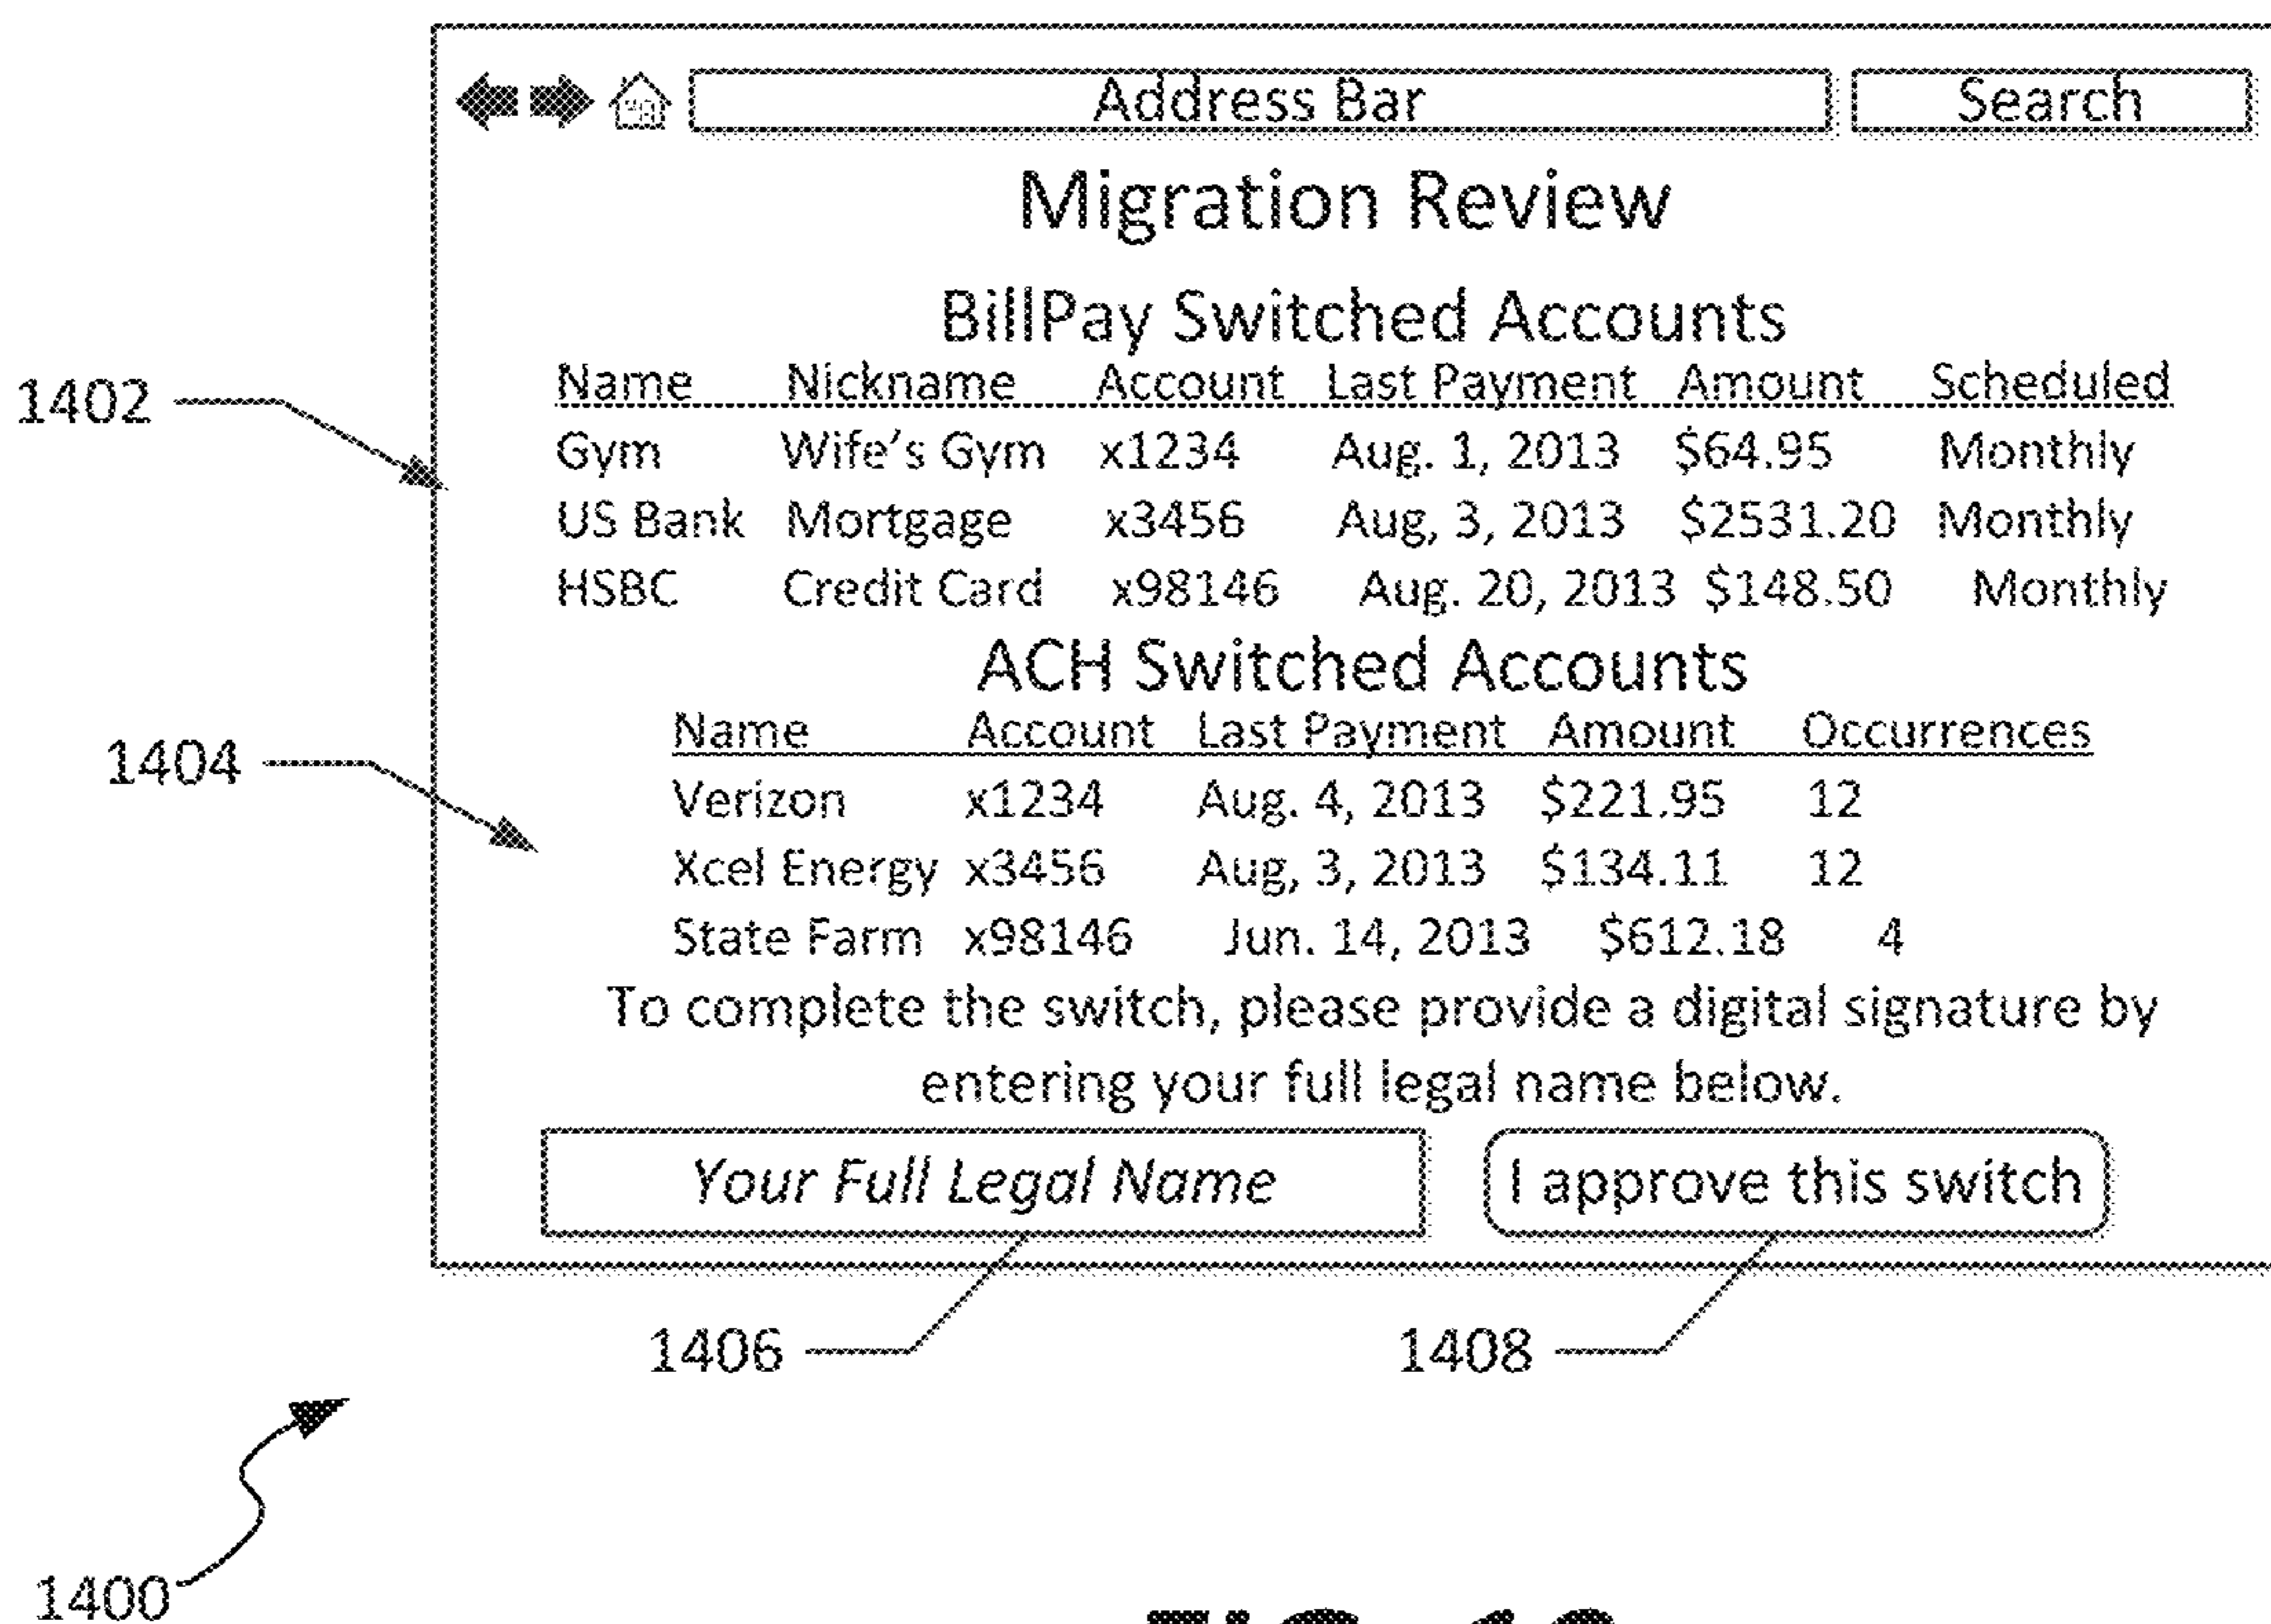 Address Bar Search
Migration Review
BillPay Switched Accounts
Name Nickname Account Last Payment Amount Scheduled
1402
Gym Wife's Gym x1234 Aug. 1, 2013 $64.95 Monthly
US Bank Mortgage x3456 Aug, 3, 2013 $2531.20 Monthly
HSBC Credit Card x98146 Aug. 20, 2013 $148.50 Monthly
ACH Switched Accounts
Name Account Last Payment Amount Occurrences
1404
Verizon x1234 Aug. 4, 2013 $221.95 12
Xcel Energy x3456 Aug, 3, 2013 $134.11 12
State Farm x98146 Jun. 14, 2013 $612.18 4
To complete the switch, please provide a digital signature by
entering your full legal name below.
Your Full Legal Name I approve this switch
1406 1408
1400